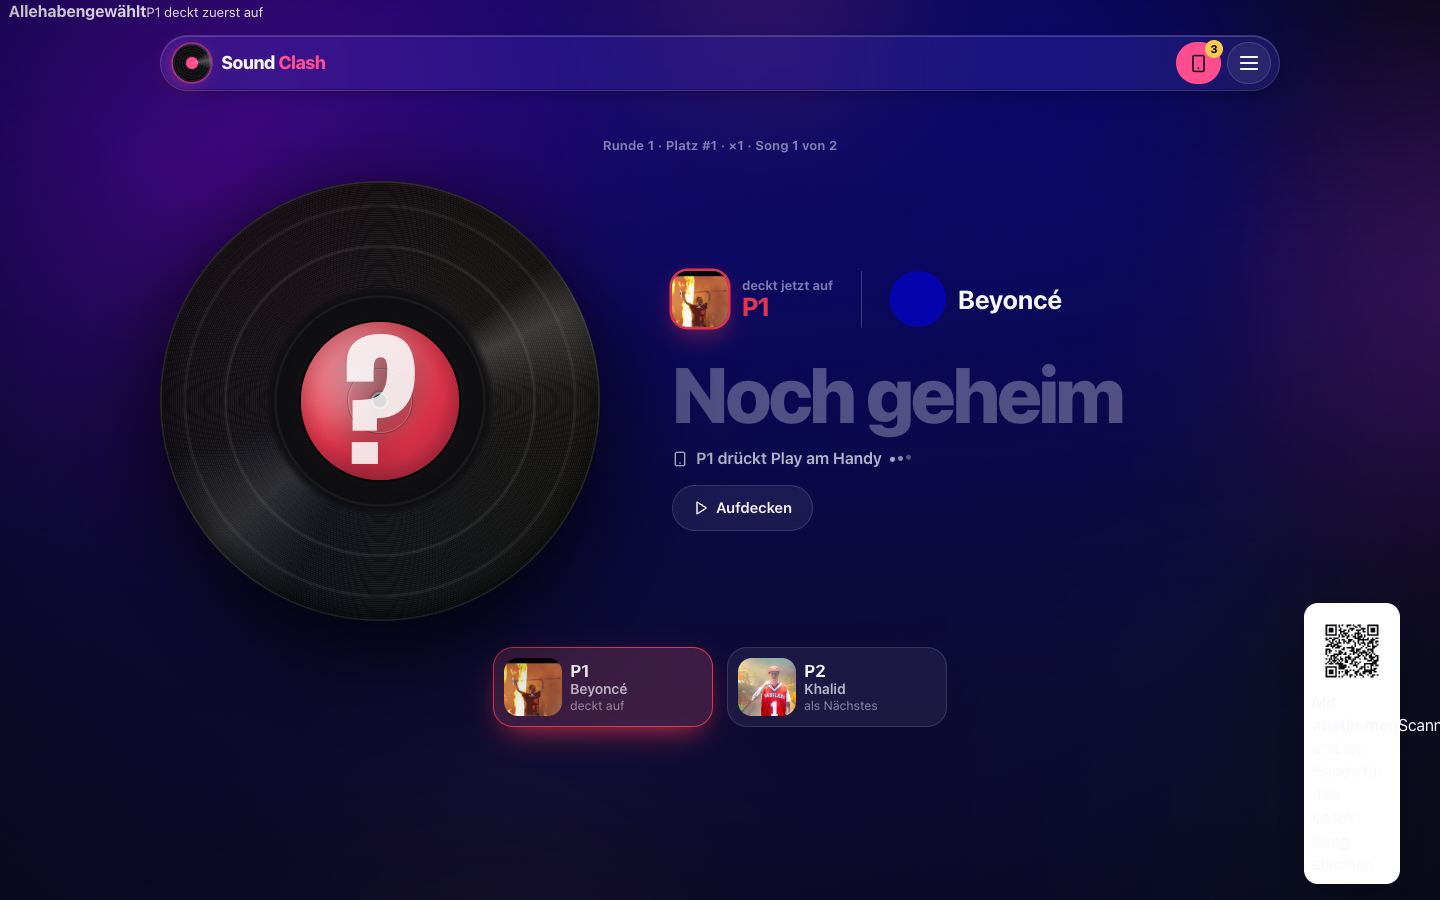 AllehabengewähltP1 deckt zuerst auf
Sound Clash
3
Runde 1 · Platz #1 · ×1 · Song 1 von 2
deckt jetzt auf
P1
Beyoncé
?
Noch geheim
P1 drückt Play am Handy
Aufdecken
P1
Beyoncé
deckt auf
P2
Khalid
als Nächstes
Mit
abstimmenScann
und am
Handy für
den
besten
Song
stimmen